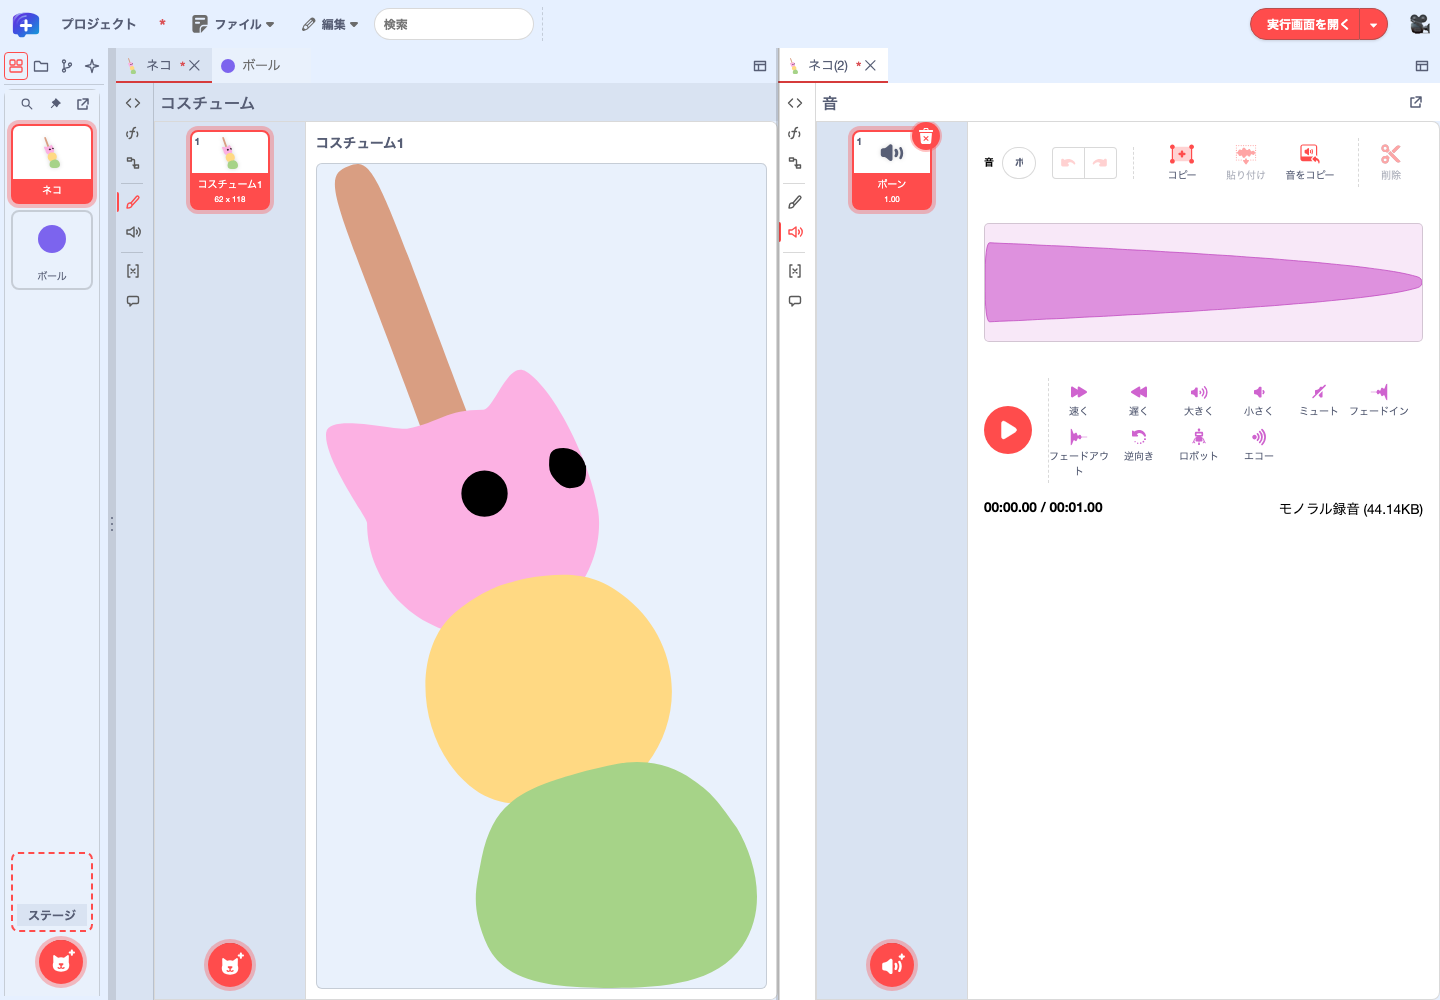 プロジェクト *
ファイル
編集
検索
実行画面を開く
ネコ *
ボール
ネコ(2) *
コスチューム
音
ネコ
ボール
ステージ
1
コスチューム1
62 x 118
コスチューム1
1
ポーン
1.00
音
ポ
コピー
貼り付け
音をコピー
削除
速く
遅く
大きく
小さく
ミュート
フェードイン
フェードアウ
ト
逆向き
ロボット
エコー
00:00.00 / 00:01.00
モノラル録音 (44.14KB)